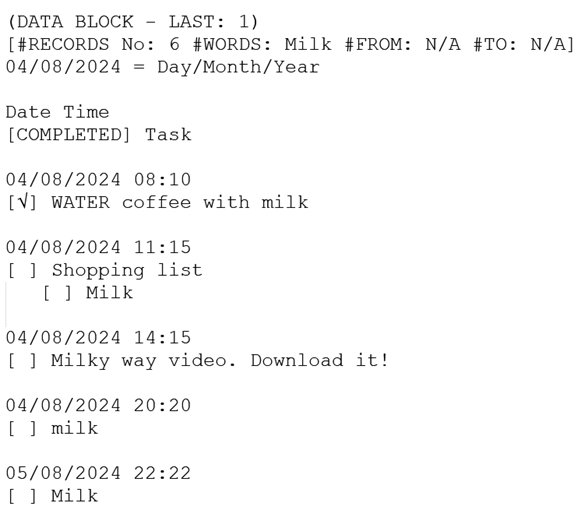 (DATA BLOCK – LAST: 1)
[#RECORDS No: 6 #WORDS: Milk #FROM: N/A #TO: N/A]
04/08/2024 = Day/Month/Year

Date Time
[COMPLETED] Task

04/08/2024 08:10
[√] WATER coffee with milk

04/08/2024 11:15
[ ] Shopping list
   [ ] Milk

04/08/2024 14:15
[ ] Milky way video. Download it!

04/08/2024 20:20
[ ] milk

05/08/2024 22:22
[ ] Milk